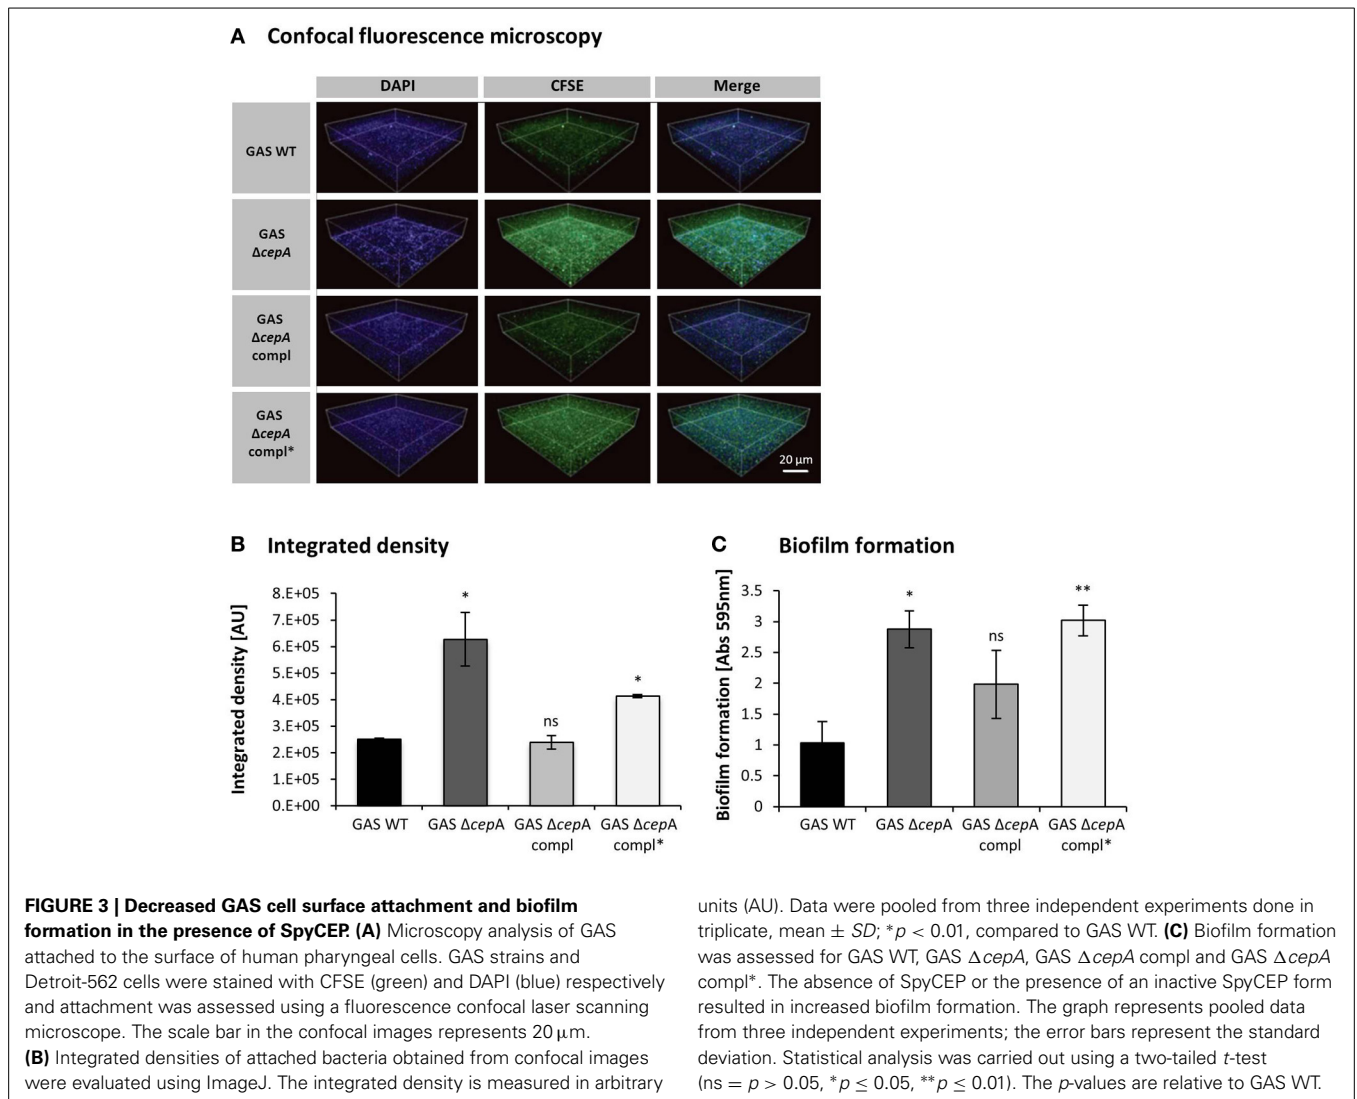 A Confocal fluorescence microscopy
DAPI CFSE Merge
GAS WT
GAS
ΔcepA
GAS
ΔcepA
compl
GAS
ΔcepA
compl*
20 µm
B Integrated density
Integrated density [AU]
8.E+05
7.E+05
6.E+05
5.E+05
4.E+05
3.E+05
2.E+05
1.E+05
0.E+00
*
ns
*
GAS WT GAS ΔcepA GAS ΔcepA GAS ΔcepA
compl compl*
C Biofilm formation
Biofilm formation [Abs 595nm]
3.5
3
2.5
2
1.5
1
0.5
0
*
ns
**
GAS WT GAS ΔcepA GAS ΔcepA GAS ΔcepA
compl compl*
FIGURE 3 | Decreased GAS cell surface attachment and biofilm
formation in the presence of SpyCEP. (A) Microscopy analysis of GAS
attached to the surface of human pharyngeal cells. GAS strains and
Detroit-562 cells were stained with CFSE (green) and DAPI (blue) respectively
and attachment was assessed using a fluorescence confocal laser scanning
microscope. The scale bar in the confocal images represents 20 µm.
(B) Integrated densities of attached bacteria obtained from confocal images
were evaluated using ImageJ. The integrated density is measured in arbitrary
units (AU). Data were pooled from three independent experiments done in
triplicate, mean ± SD; *p < 0.01, compared to GAS WT. (C) Biofilm formation
was assessed for GAS WT, GAS ΔcepA, GAS ΔcepA compl and GAS ΔcepA
compl*. The absence of SpyCEP or the presence of an inactive SpyCEP form
resulted in increased biofilm formation. The graph represents pooled data
from three independent experiments; the error bars represent the standard
deviation. Statistical analysis was carried out using a two-tailed t-test
(ns = p > 0.05, *p ≤ 0.05, **p ≤ 0.01). The p-values are relative to GAS WT.